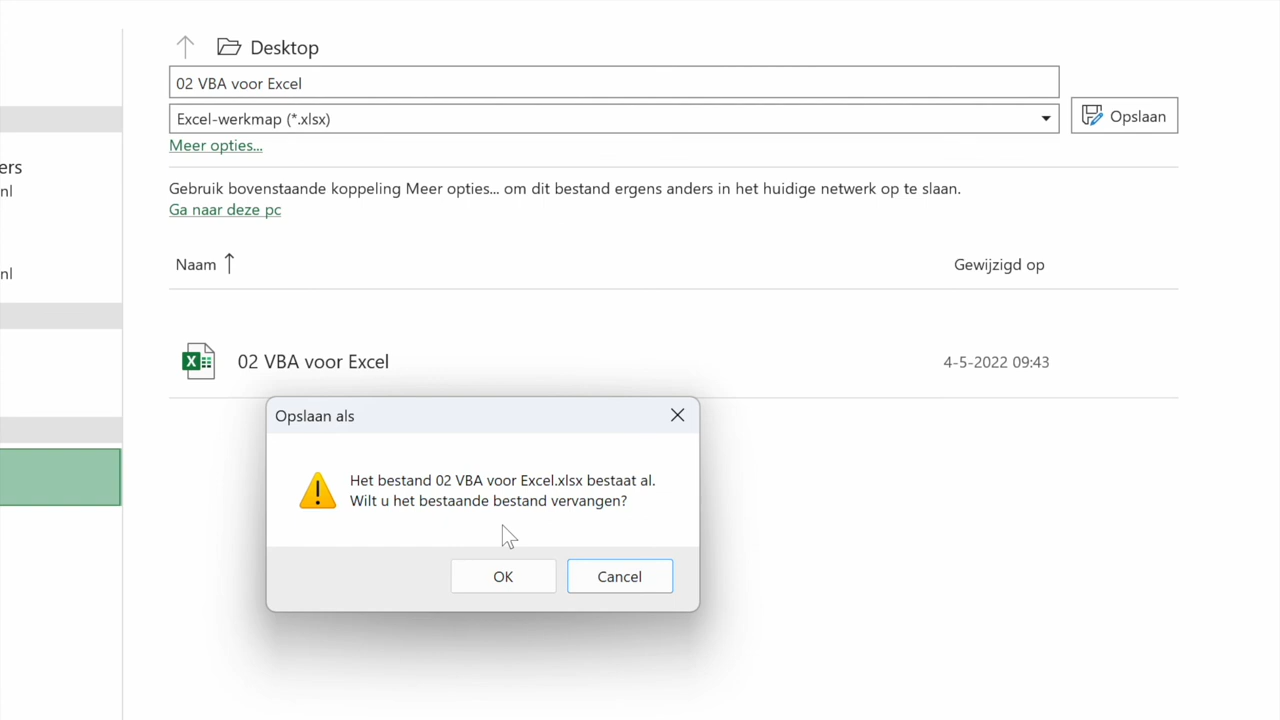 Desktop
02 VBA voor Excel
Excel-werkmap (*.xlsx)
Opslaan
Meer opties...
ers
nl
Gebruik bovenstaande koppeling Meer opties... om dit bestand ergens anders in het huidige netwerk op te slaan.
Ga naar deze pc
nl
Naam
Gewijzigd op
02 VBA voor Excel
4-5-2022 09:43
Opslaan als
Het bestand 02 VBA voor Excel.xlsx bestaat al.
Wilt u het bestaande bestand vervangen?
OK
Cancel